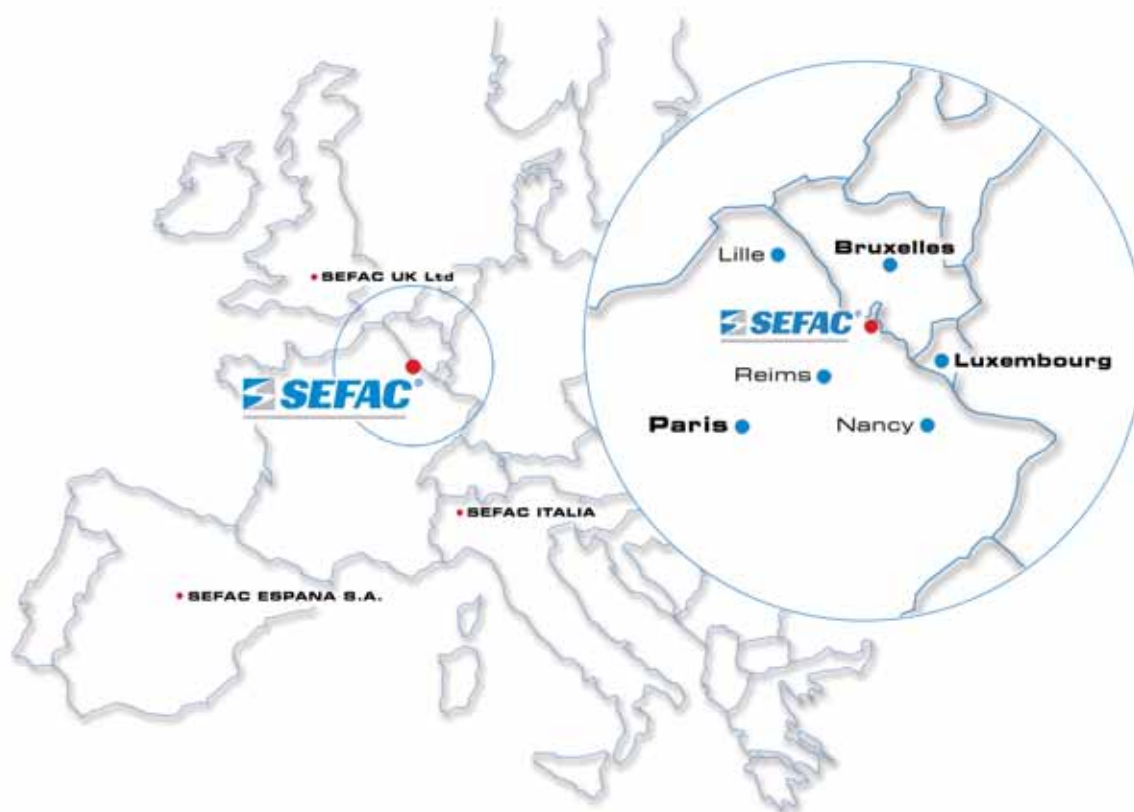 Lille
Bruxelles
SEFAC UK Ltd
SEFAC®
Luxembourg
Reims
SEFAC®
Paris
Nancy
SEFAC ITALIA
SEFAC ESPANA S.A.